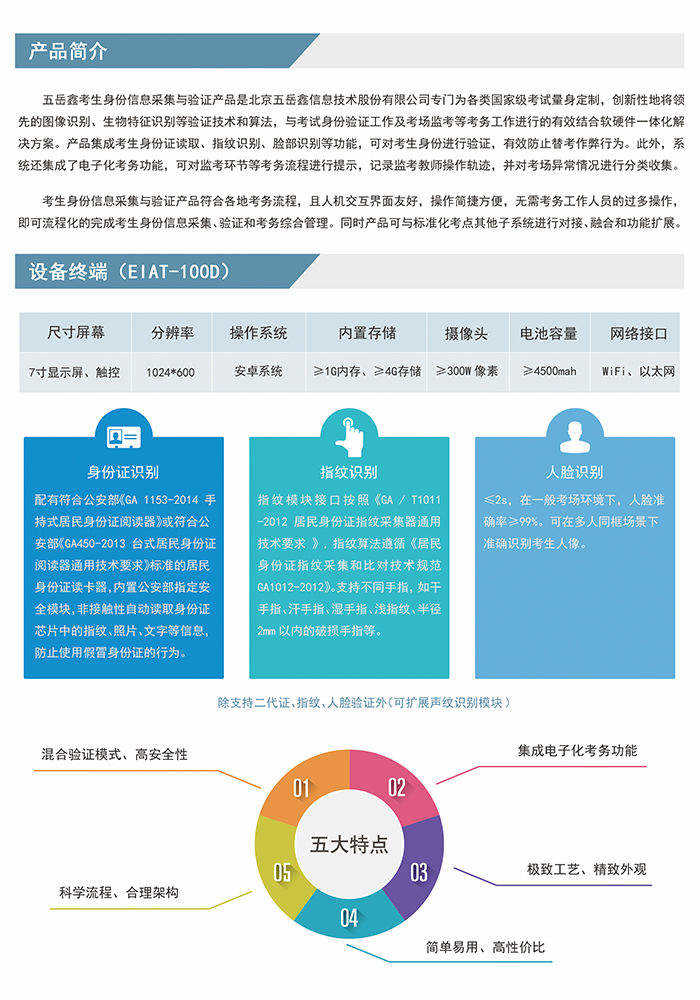 产品简介
五岳鑫考生身份信息采集与验证产品是北京五岳鑫信息技术股份有限公司专门为各类国家级考试量身定制，创新性地将领
先的图像识别、生物特征识别等验证技术和算法，与考试身份验证工作及考场监考等考务工作进行的有效结合软硬件一体化解
决方案。产品集成考生身份证读取、指纹识别、脸部识别等功能，可对考生身份进行验证，有效防止替考作弊行为。此外，系
统还集成了电子化考务功能，可对监考环节等考务流程进行提示，记录监考教师操作轨迹，并对考场异常情况进行分类收集。
考生身份信息采集与验证产品符合各地考务流程，且人机交互界面友好，操作简捷方便，无需考务工作人员的过多操作，
即可流程化的完成考生身份信息采集、验证和考务综合管理。同时产品可与标准化考点其他子系统进行对接、融合和功能扩展。
设备终端（EIAT-100D）
尺寸屏幕 分辨率 操作系统 内置存储 摄像头 电池容量 网络接口
7寸显示屏、触控 1024*600 安卓系统 ≥1G内存、≥4G存储 ≥300W 像素 ≥4500mah WiFi、以太网
身份证识别
配有符合公安部《GA 1153-2014 手
持式居民身份证阅读器》或符合公
安部《GA450-2013 台式居民身份证
阅读器通用技术要求》标准的居民
身份证读卡器,内置公安部指定安
全模块,非接触性自动读取身份证
芯片中的指纹、照片、文字等信息,
防止使用假冒身份证的行为。
指纹识别
指纹模块接口按照《GA / T1011
-2012 居民身份证指纹采集器通用
技术要求 》, 指纹算法遵循《居民
身份证指纹采集和比对技术规范
GA1012-2012》。支持不同手指，如干
手指、汗手指、湿手指、浅指纹、半径
2mm 以内的破损手指等。
人脸识别
≤2s，在一般考场环境下，人脸准
确率≥99%。可在多人同框场景下
准确识别考生人像。
除支持二代证、指纹、人脸验证外（可扩展声纹识别模块）
混合验证模式、高安全性
集成电子化考务功能
01
02
五大特点
03
极致工艺、精致外观
05
科学流程、合理架构
04
简单易用、高性价比